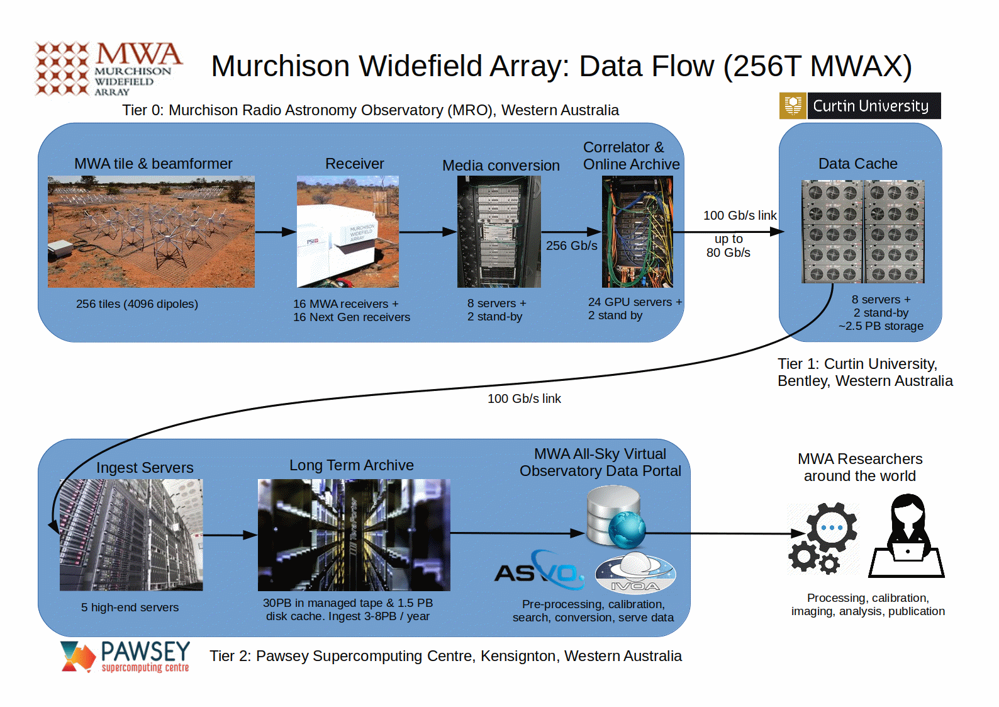 MWA
MURCHISON
WIDEFIELD
ARRAY
Murchison Widefield Array: Data Flow (256T MWAX)
Tier 0: Murchison Radio Astronomy Observatory (MRO), Western Australia
Curtin University
MWA tile & beamformer
Receiver
Media conversion
Correlator &
Online Archive
Data Cache
PSI
MURCHISON
WIDEFIELD
ARRAY
256 Gb/s
100 Gb/s link
up to
80 Gb/s
256 tiles (4096 dipoles)
16 MWA receivers +
16 Next Gen receivers
8 servers +
2 stand-by
24 GPU servers +
2 stand by
8 servers +
2 stand-by
~2.5 PB storage
Tier 1: Curtin University,
Bentley, Western Australia
100 Gb/s link
Ingest Servers
Long Term Archive
MWA All-Sky Virtual
Observatory Data Portal
MWA Researchers
around the world
TeraPorter
ASVO
IVOA
5 high-end servers
30PB in managed tape & 1.5 PB
disk cache. Ingest 3-8PB / year
Pre-processing, calibration,
search, conversion, serve data
Processing, calibration,
imaging, analysis, publication
PAWSEY
supercomputing centre
Tier 2: Pawsey Supercomputing Centre, Kensignton, Western Australia